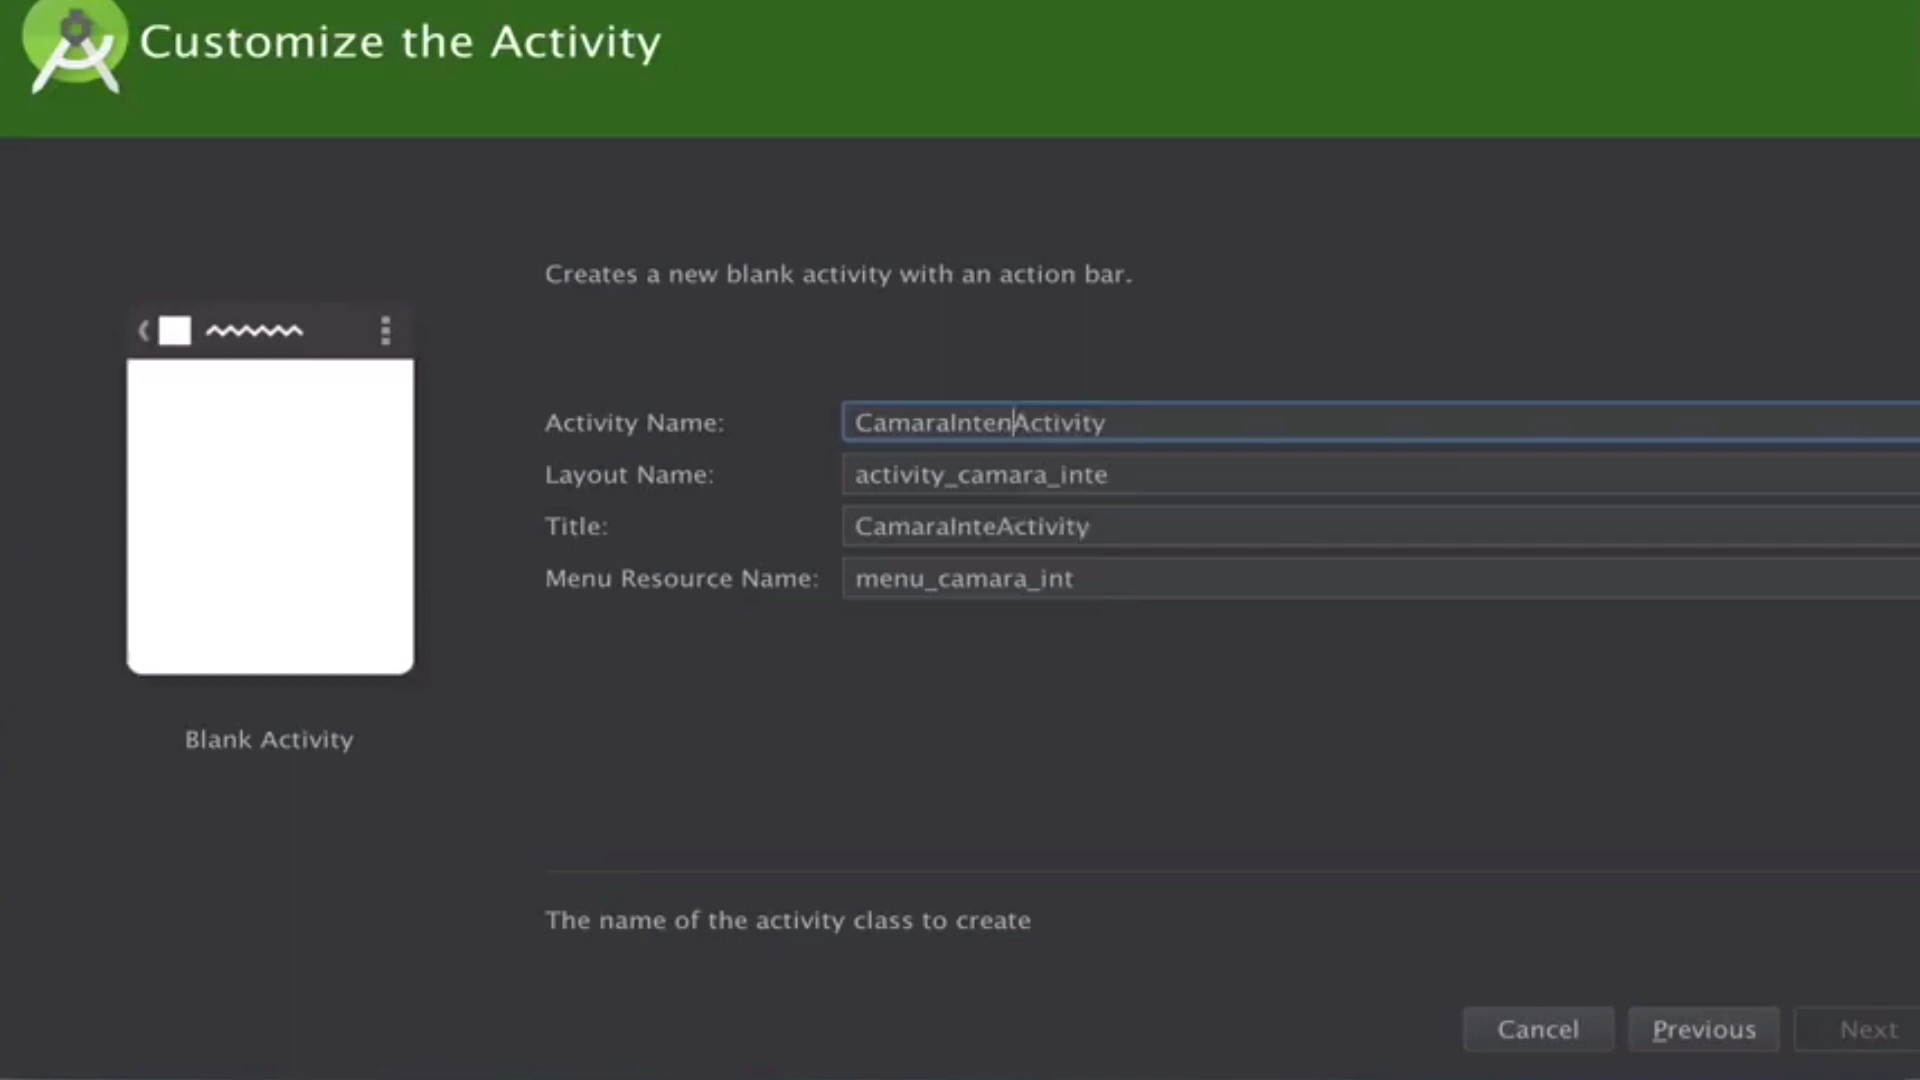 Customize the Activity
Creates a new blank activity with an action bar.
Activity Name: CamaraIntenActivity
Layout Name: activity_camara_inte
Title: CamaraInteActivity
Menu Resource Name: menu_camara_int
Blank Activity
The name of the activity class to create
Cancel Previous Next